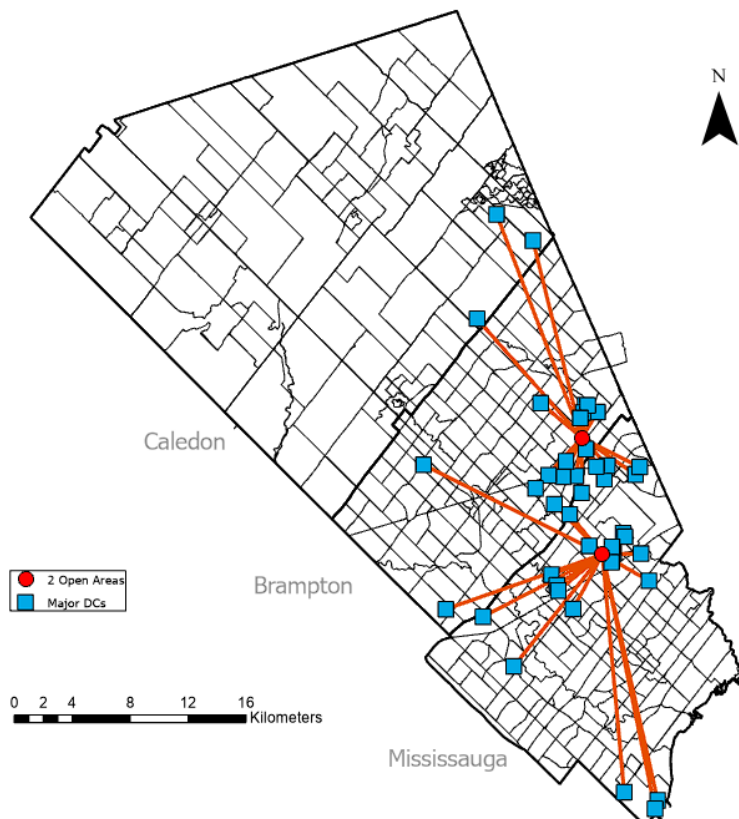 N
Caledon
2 Open Areas
Major DCs
Brampton
0 2 4 8 12 16
Kilometers
Mississauga